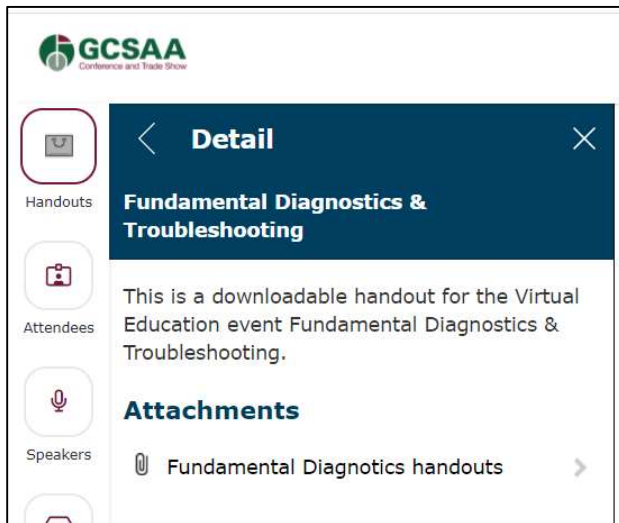 GCSAA
Conference and Trade Show
Detail
Handouts
Fundamental Diagnostics &
Troubleshooting
Attendees
This is a downloadable handout for the Virtual
Education event Fundamental Diagnostics &
Troubleshooting.
Speakers
Attachments
Fundamental Diagnotics handouts